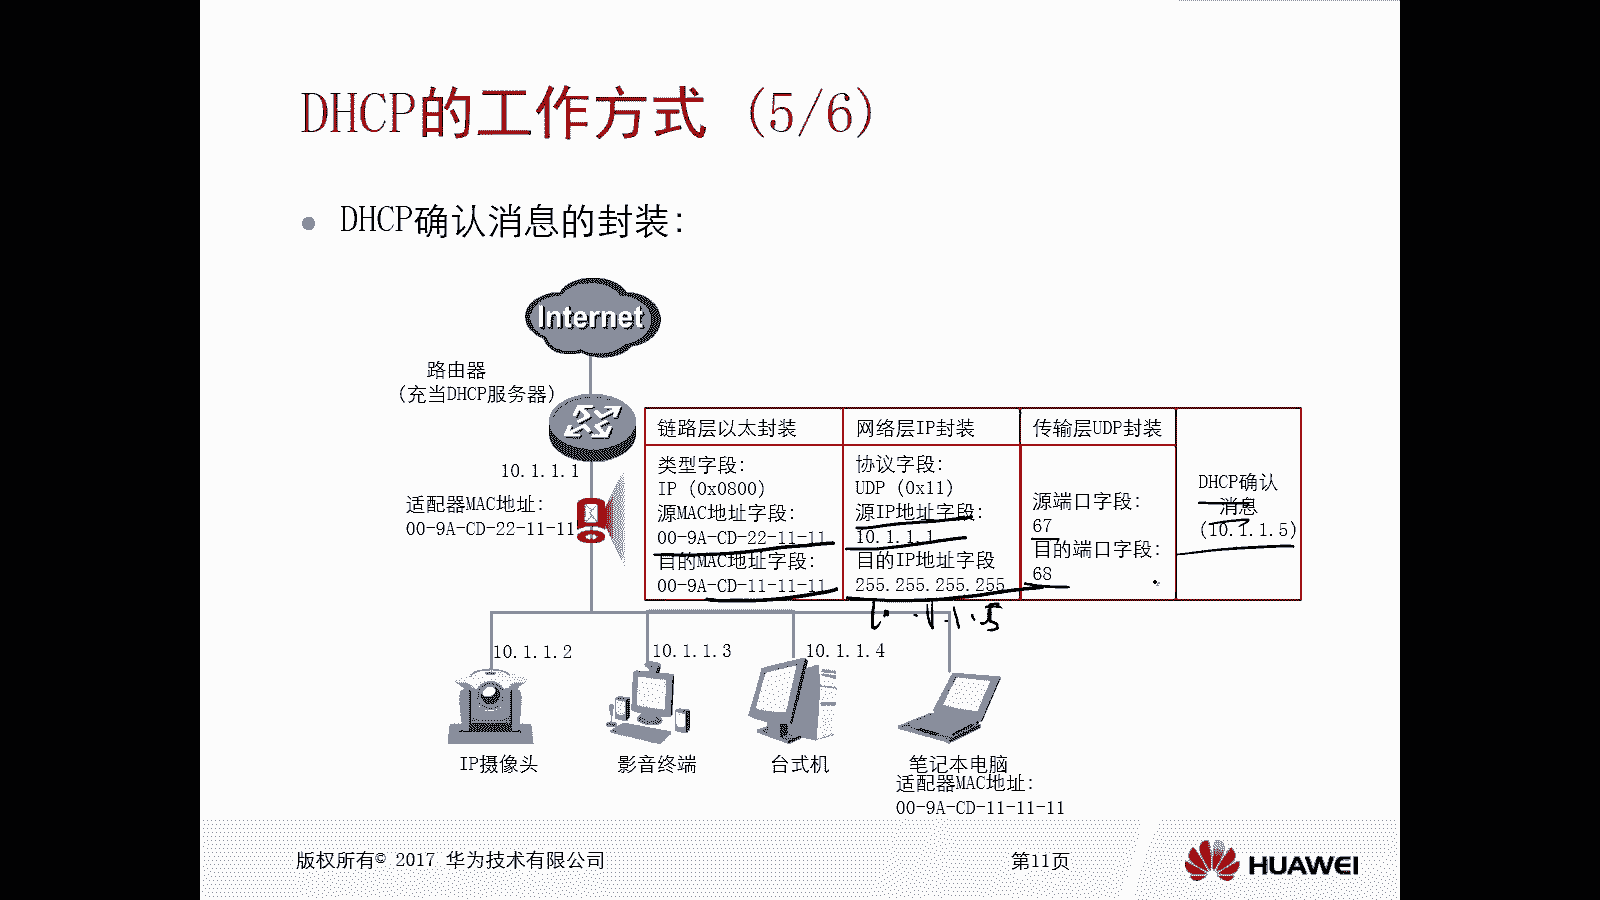 DHCP的工作方式 (5/6)
DHCP确认消息的封装:
Internet
路由器
(充当DHCP服务器)
10.1.1.1
适配器MAC地址:
00-9A-CD-22-11-11
链路层以太封装
类型字段:
IP (0x0800)
源MAC地址字段:
00-9A-CD-22-11-11
目的MAC地址字段:
00-9A-CD-11-11-11
网络层IP封装
协议字段:
UDP (0x11)
源IP地址字段:
10.1.1.1
目的IP地址字段
255.255.255.255
传输层UDP封装
源端口字段:
67
目的端口字段:
68
DHCP确认
消息
(10.1.1.5)
10.1.1.2
10.1.1.3
10.1.1.4
IP摄像头
影音终端
台式机
笔记本电脑
适配器MAC地址:
00-9A-CD-11-11-11
版权所有© 2017 华为技术有限公司
第11页
HUAWEI